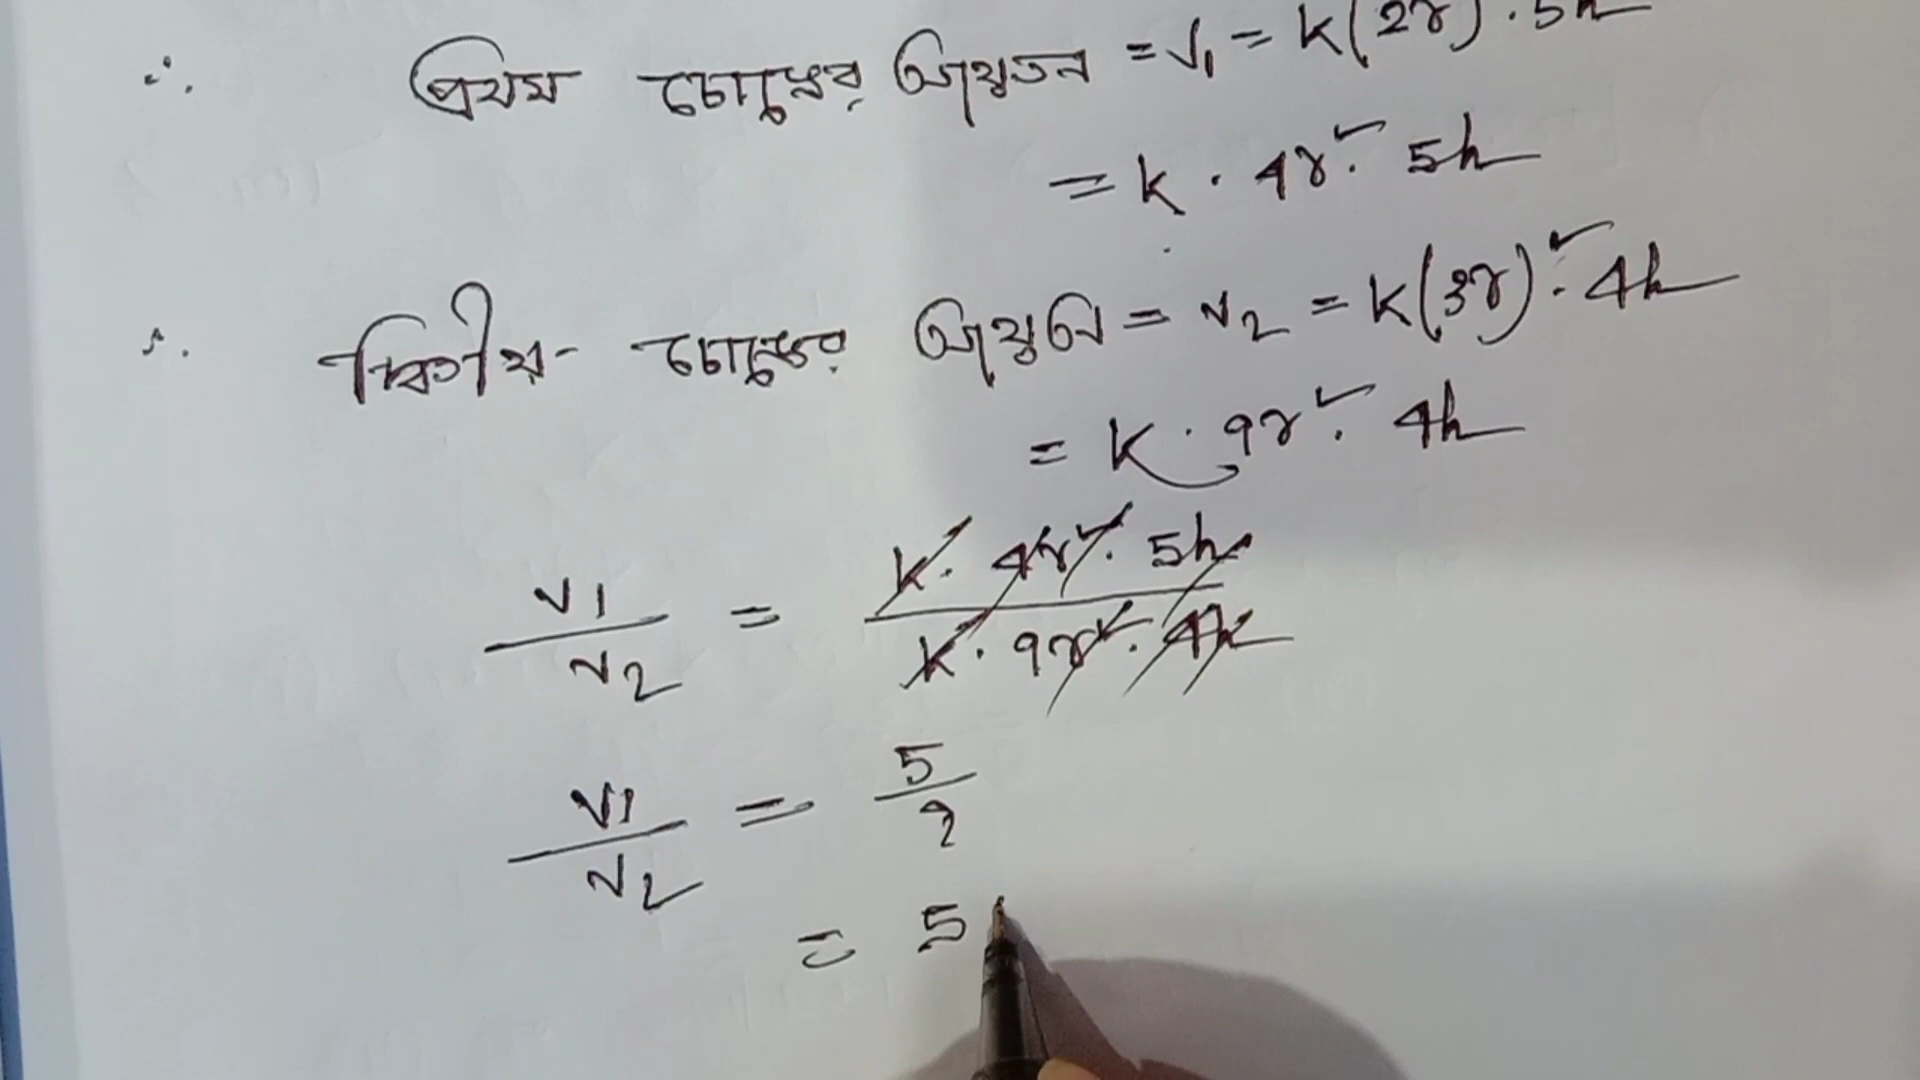 ∴ প্রথম চোঙের আয়তন = V₁ = K(2r) . 5h
= K . 4r² . 5h
∴ দ্বিতীয় চোঙের আয়তন = V₂ = K(3r)² . 4h
= K . 9r² . 4h
V₁/V₂ = K . 4r² . 5h / K . 9r² . 4h
V₁/V₂ = 5/9
= 5